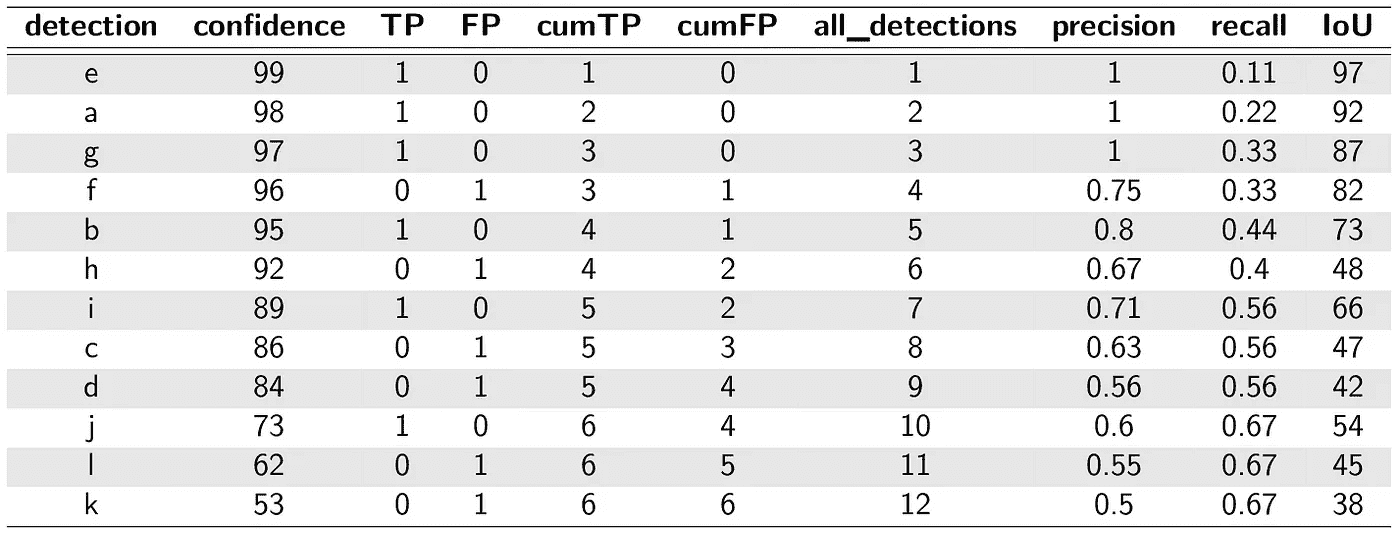 detection confidence TP FP cumTP cumFP all_detections precision recall IoU
e 99 1 0 1 0 1 1 0.11 97
a 98 1 0 2 0 2 1 0.22 92
g 97 1 0 3 0 3 1 0.33 87
f 96 0 1 3 1 4 0.75 0.33 82
b 95 1 0 4 1 5 0.8 0.44 73
h 92 0 1 4 2 6 0.67 0.4 48
i 89 1 0 5 2 7 0.71 0.56 66
c 86 0 1 5 3 8 0.63 0.56 47
d 84 0 1 5 4 9 0.56 0.56 42
j 73 1 0 6 4 10 0.6 0.67 54
l 62 0 1 6 5 11 0.55 0.67 45
k 53 0 1 6 6 12 0.5 0.67 38